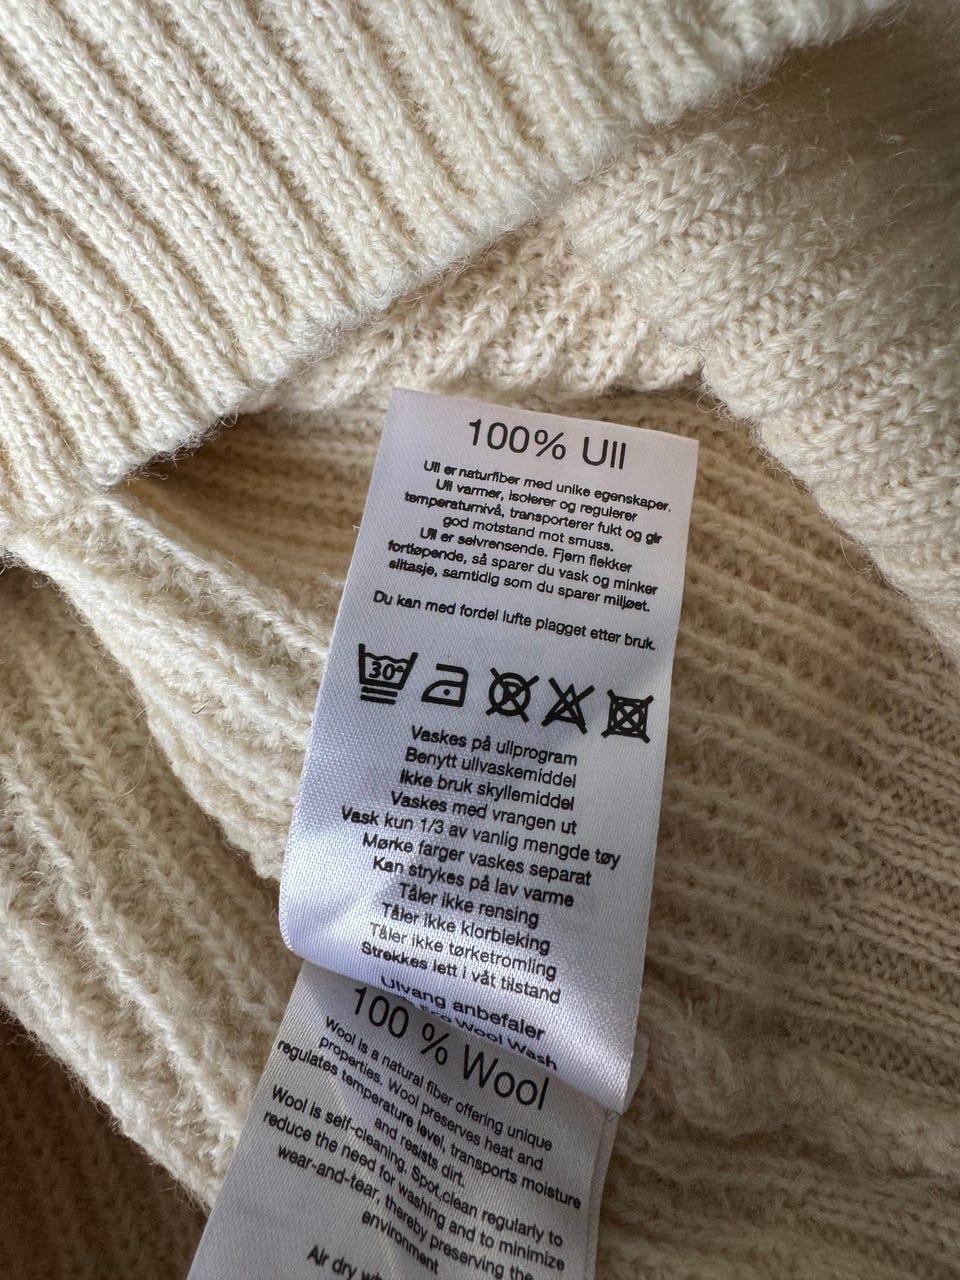 100% Ull
Ull er naturfiber med unike egenskaper.
Ull varmer, isolerer og regulerer
temperaturnivå, transporterer fukt og gir
god motstand mot smuss.
Ull er selvrensende. Fjern flekker
fortløpende, så sparer du vask og minker
slitasje, samtidig som du sparer miljøet.
Du kan med fordel lufte plagget etter bruk.
30°
Vaskes på ullprogram
Benytt ullvaskemiddel
Ikke bruk skyllemiddel
Vaskes med vrangen ut
Vask kun 1/3 av vanlig mengde tøy
Mørke farger vaskes separat
Kan strykes på lav varme
Tåler ikke rensing
Tåler ikke klorbleking
Tåler ikke tørketromling
Strekkes lett i våt tilstand
Ulvang anbefaler
Wool Wash
100 % Wool
Wool is a natural fiber offering unique
properties. Wool preserves heat and
regulates temperature level, transports moisture
and resists dirt.
Wool is self-cleaning. Spot,clean regularly to
reduce the need for washing and to minimize
wear-and-tear, thereby preserving the
environment
Air dry